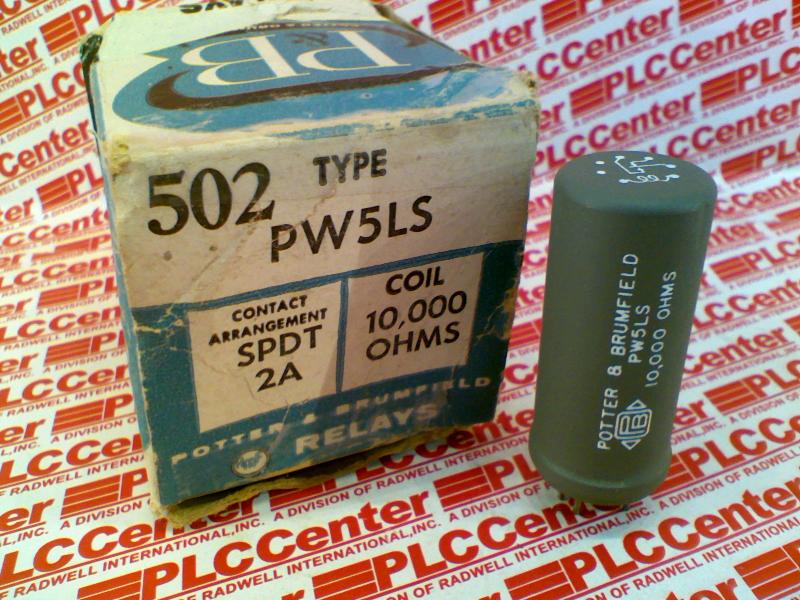 PB
502
TYPE
PW5LS
CONTACT
ARRANGEMENT
SPDT
2A
COIL
10,000
OHMS
POTTER & BRUMFIELD
RELAYS
POTTER & BRUMFIELD
PW5LS
10,000 OHMS
PB
PLCCenter
A DIVISION OF RADWELL INTERNATIONAL, INC.